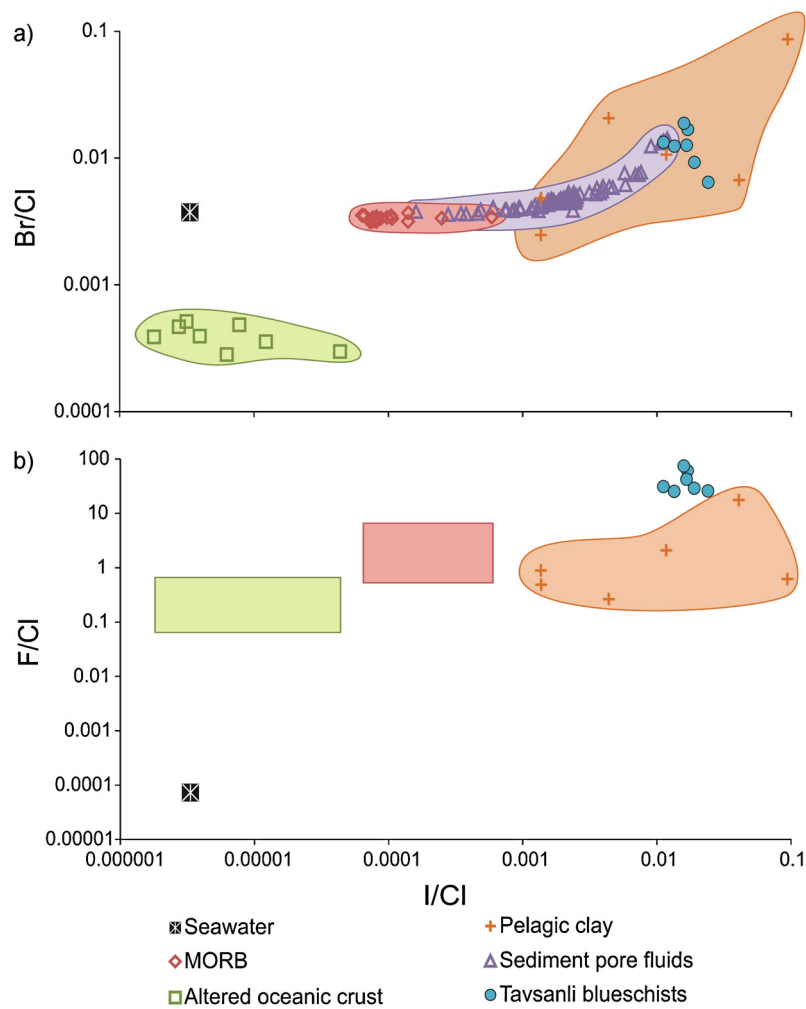 a)
0.1
0.01
0.001
0.0001
Br/Cl
b)
100
10
1
0.1
0.01
0.001
0.0001
0.00001
F/Cl
0.000001 0.00001 0.0001 0.001 0.01 0.1
I/Cl
Seawater
MORB
Altered oceanic crust
Pelagic clay
Sediment pore fluids
Tavsanli blueschists